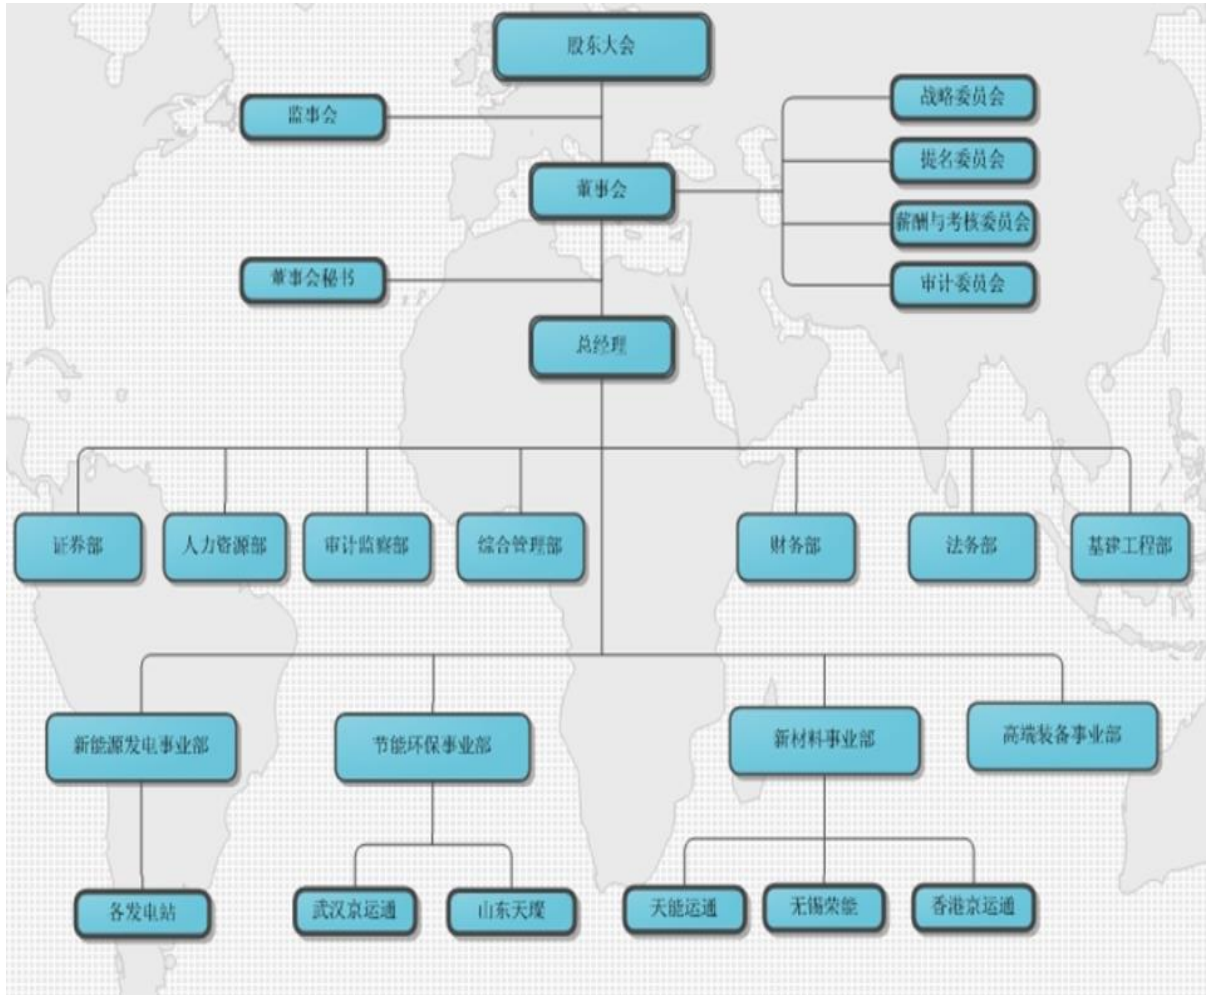 股东大会
监事会
战略委员会
提名委员会
董事会
薪酬与考核委员会
董事会秘书
审计委员会
总经理
证券部
人力资源部
审计监察部
综合管理部
财务部
法务部
基建工程部
新能源发电事业部
节能环保事业部
新材料事业部
高端装备事业部
各发电站
武汉京运通
山东天璨
天能运通
无锡荣能
香港京运通